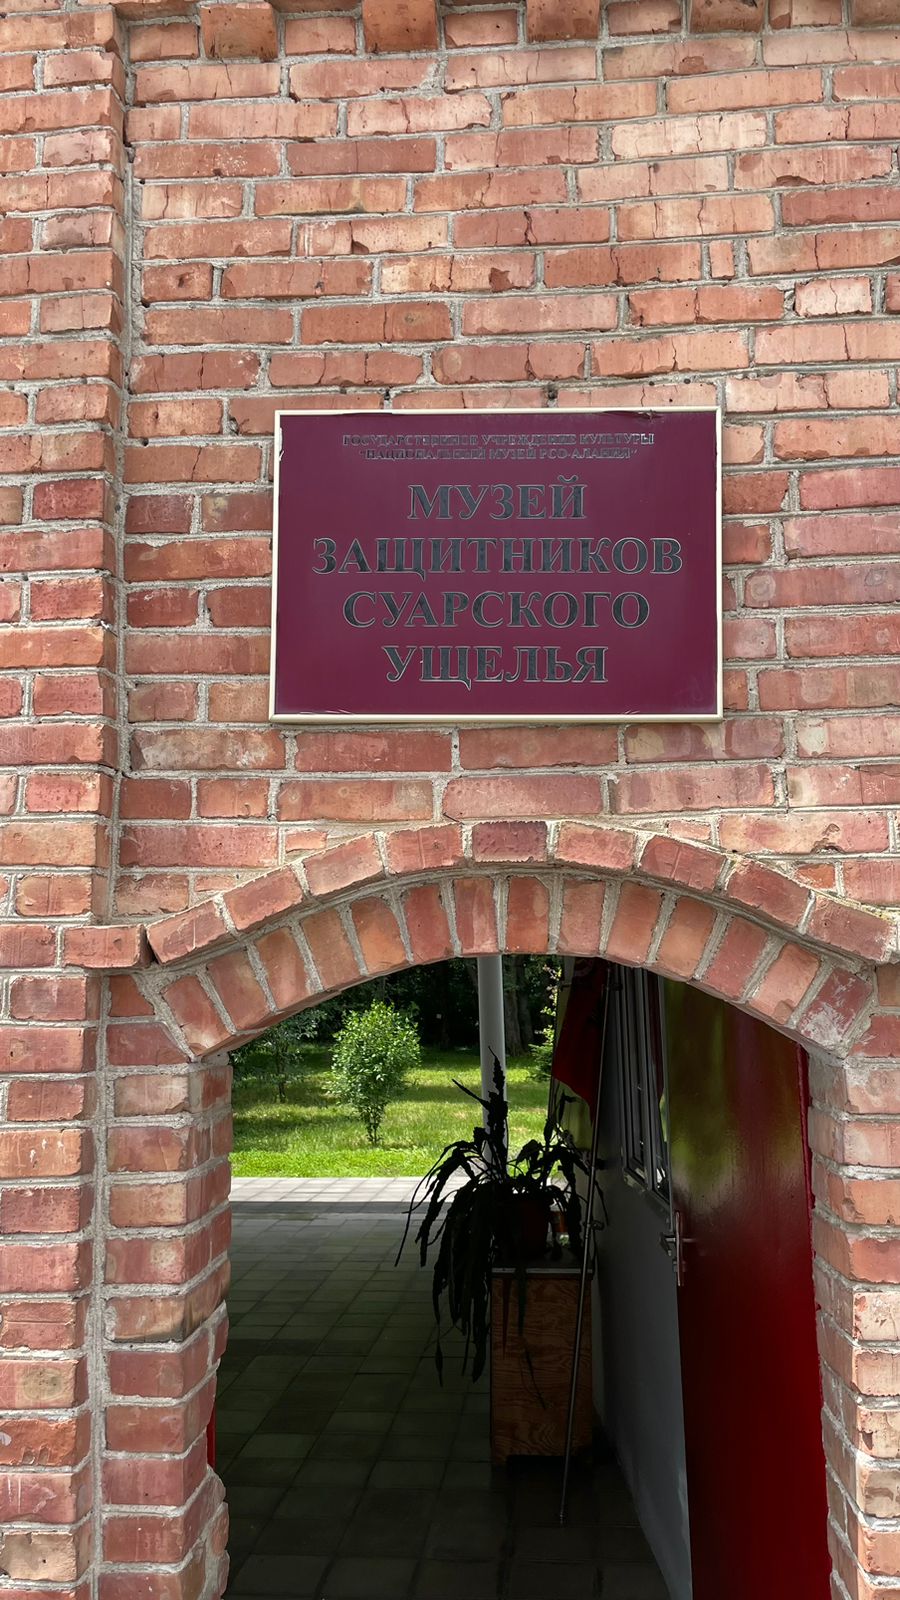 ГОСУДАРСТВЕННОЕ УЧРЕЖДЕНИЕ КУЛЬТУРЫ
"НАЦИОНАЛЬНЫЙ МУЗЕЙ РСО-АЛАНИЯ"
МУЗЕЙ
ЗАЩИТНИКОВ
СУАРСКОГО
УЩЕЛЬЯ